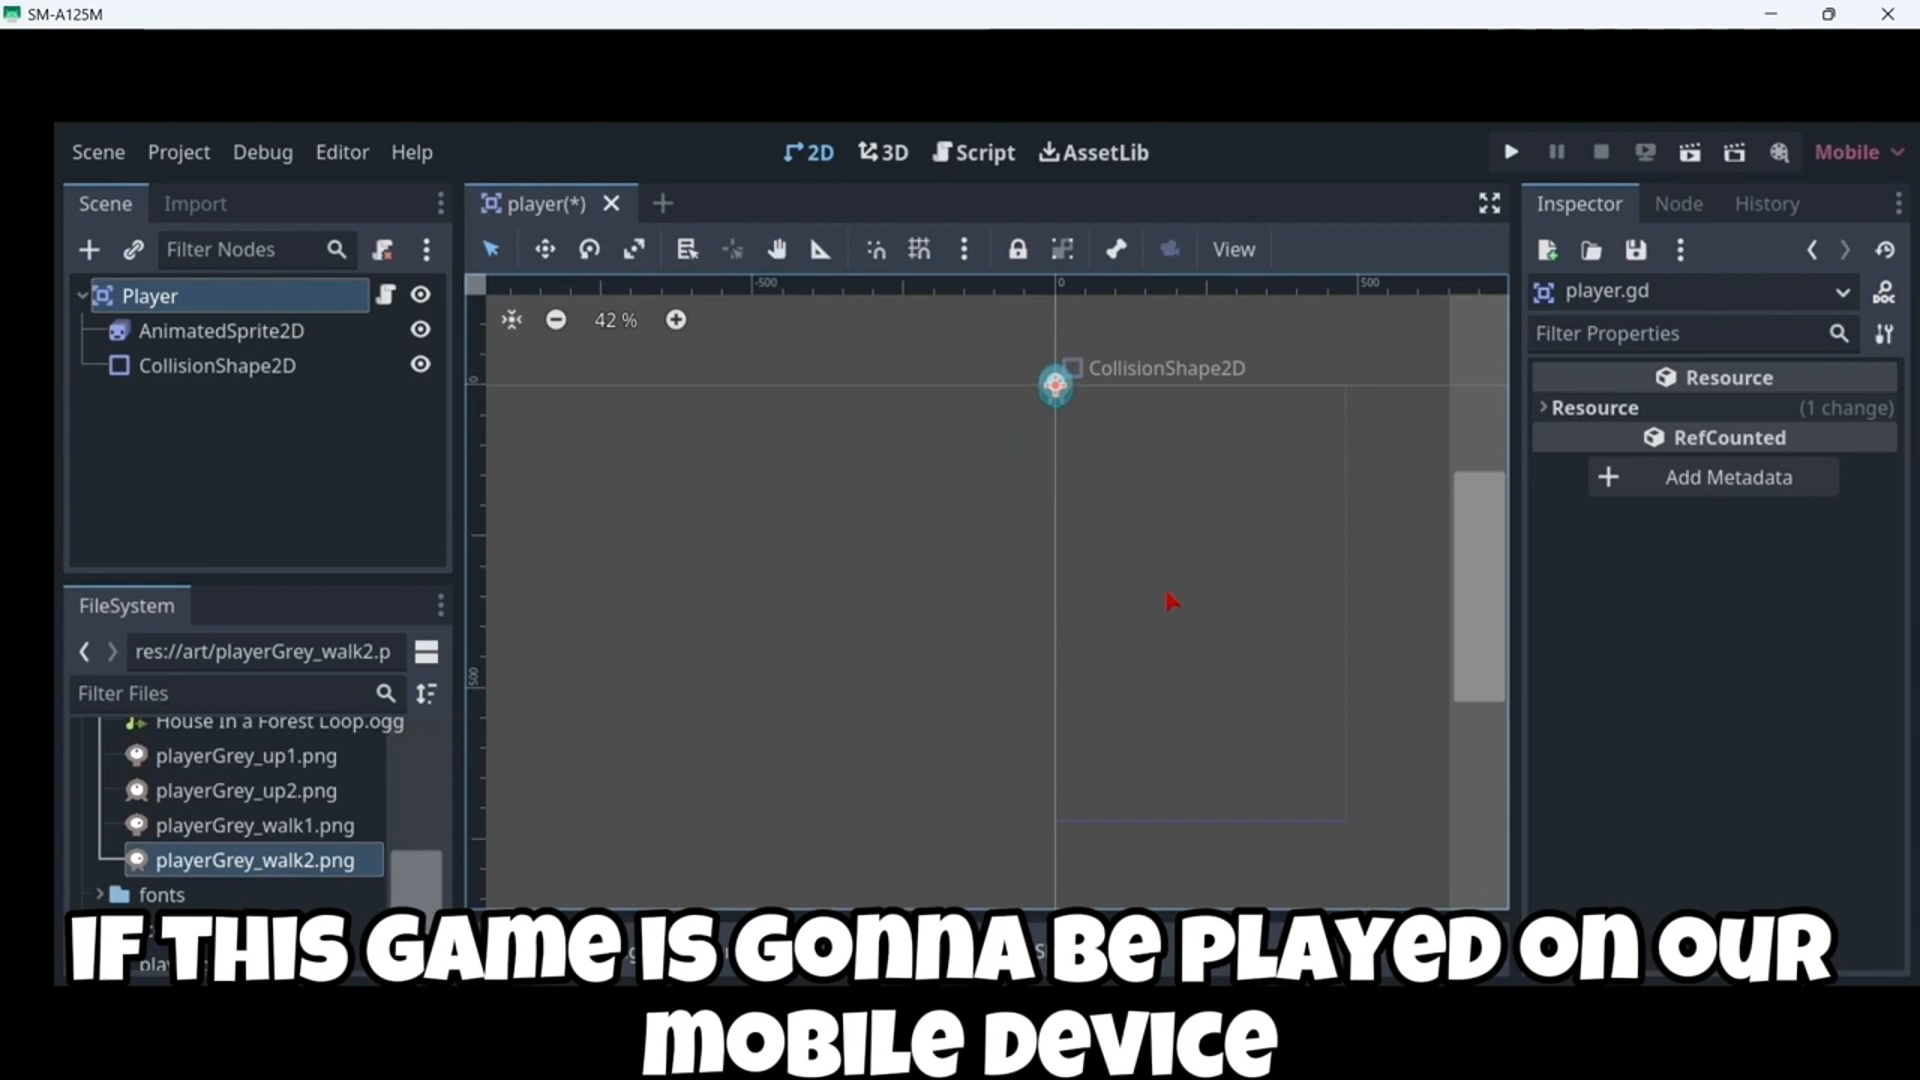 SM-A125M
Scene Project Debug Editor Help
2D 3D Script AssetLib
Mobile
Scene Import
player(*)
Inspector Node History
Filter Nodes
View
Player
AnimatedSprite2D
CollisionShape2D
-500 0 500
42 %
CollisionShape2D
0
500
player.gd
Filter Properties
Resource
Resource (1 change)
RefCounted
Add Metadata
FileSystem
res://art/playerGrey_walk2.p
Filter Files
House In a Forest Loop.ogg
playerGrey_up1.png
playerGrey_up2.png
playerGrey_walk1.png
playerGrey_walk2.png
fonts
IF THIS GAME IS GONNA BE PLAYED ON OUR
MOBILE DEVICE